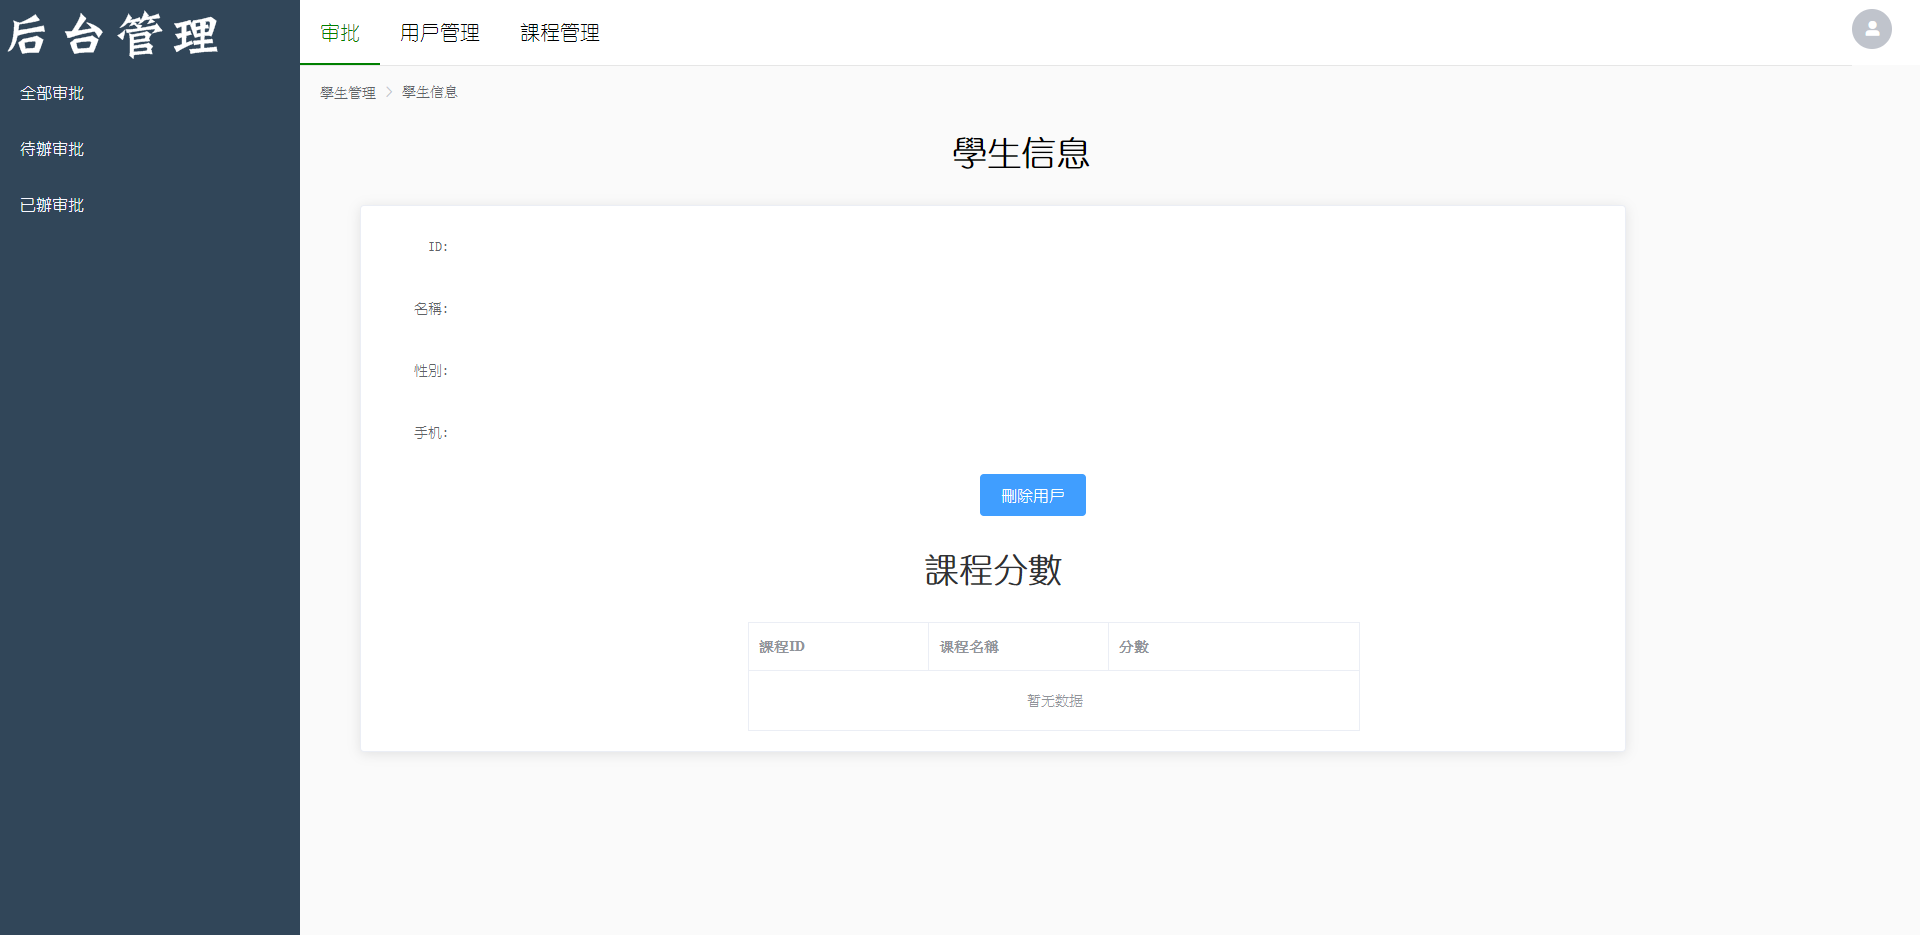 后台管理
审批
用戶管理
課程管理
全部审批
待辦审批
已辦审批
學生管理
學生信息
學生信息
ID:
名稱:
性別:
手机:
刪除用戶
課程分數
課程ID
课程名稱
分數
暂无数据